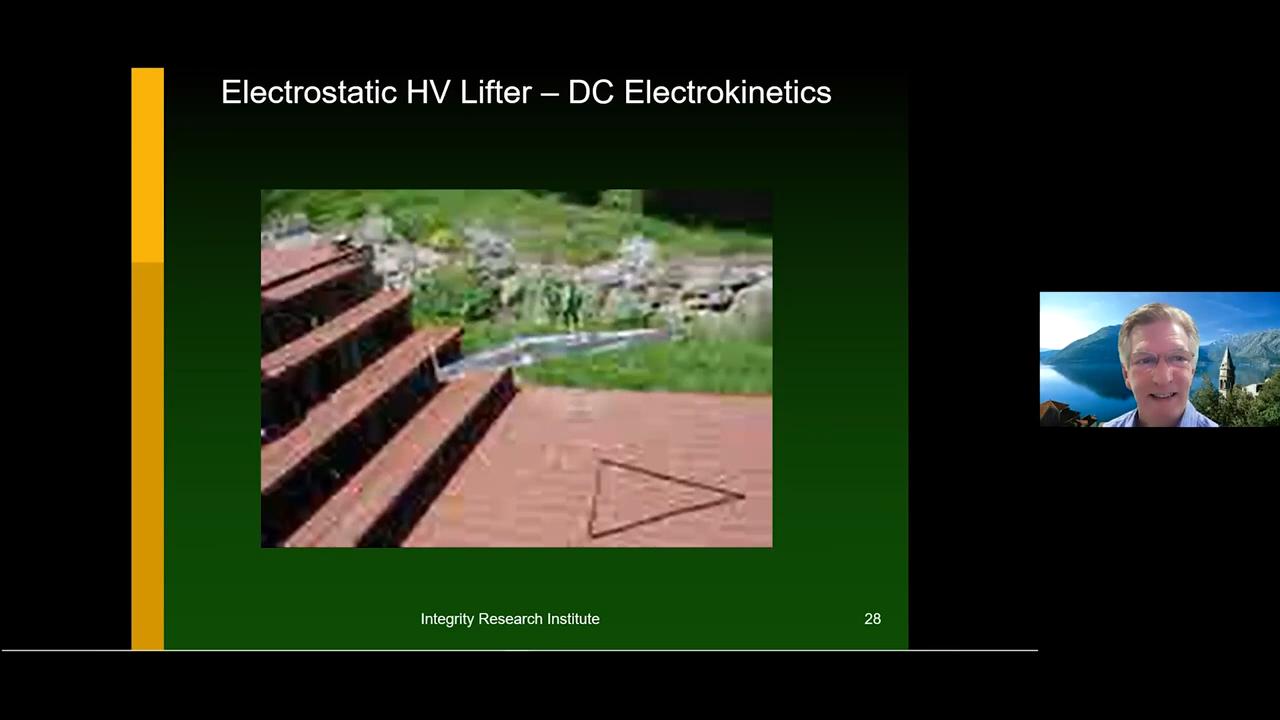 Electrostatic HV Lifter – DC Electrokinetics
Integrity Research Institute
28